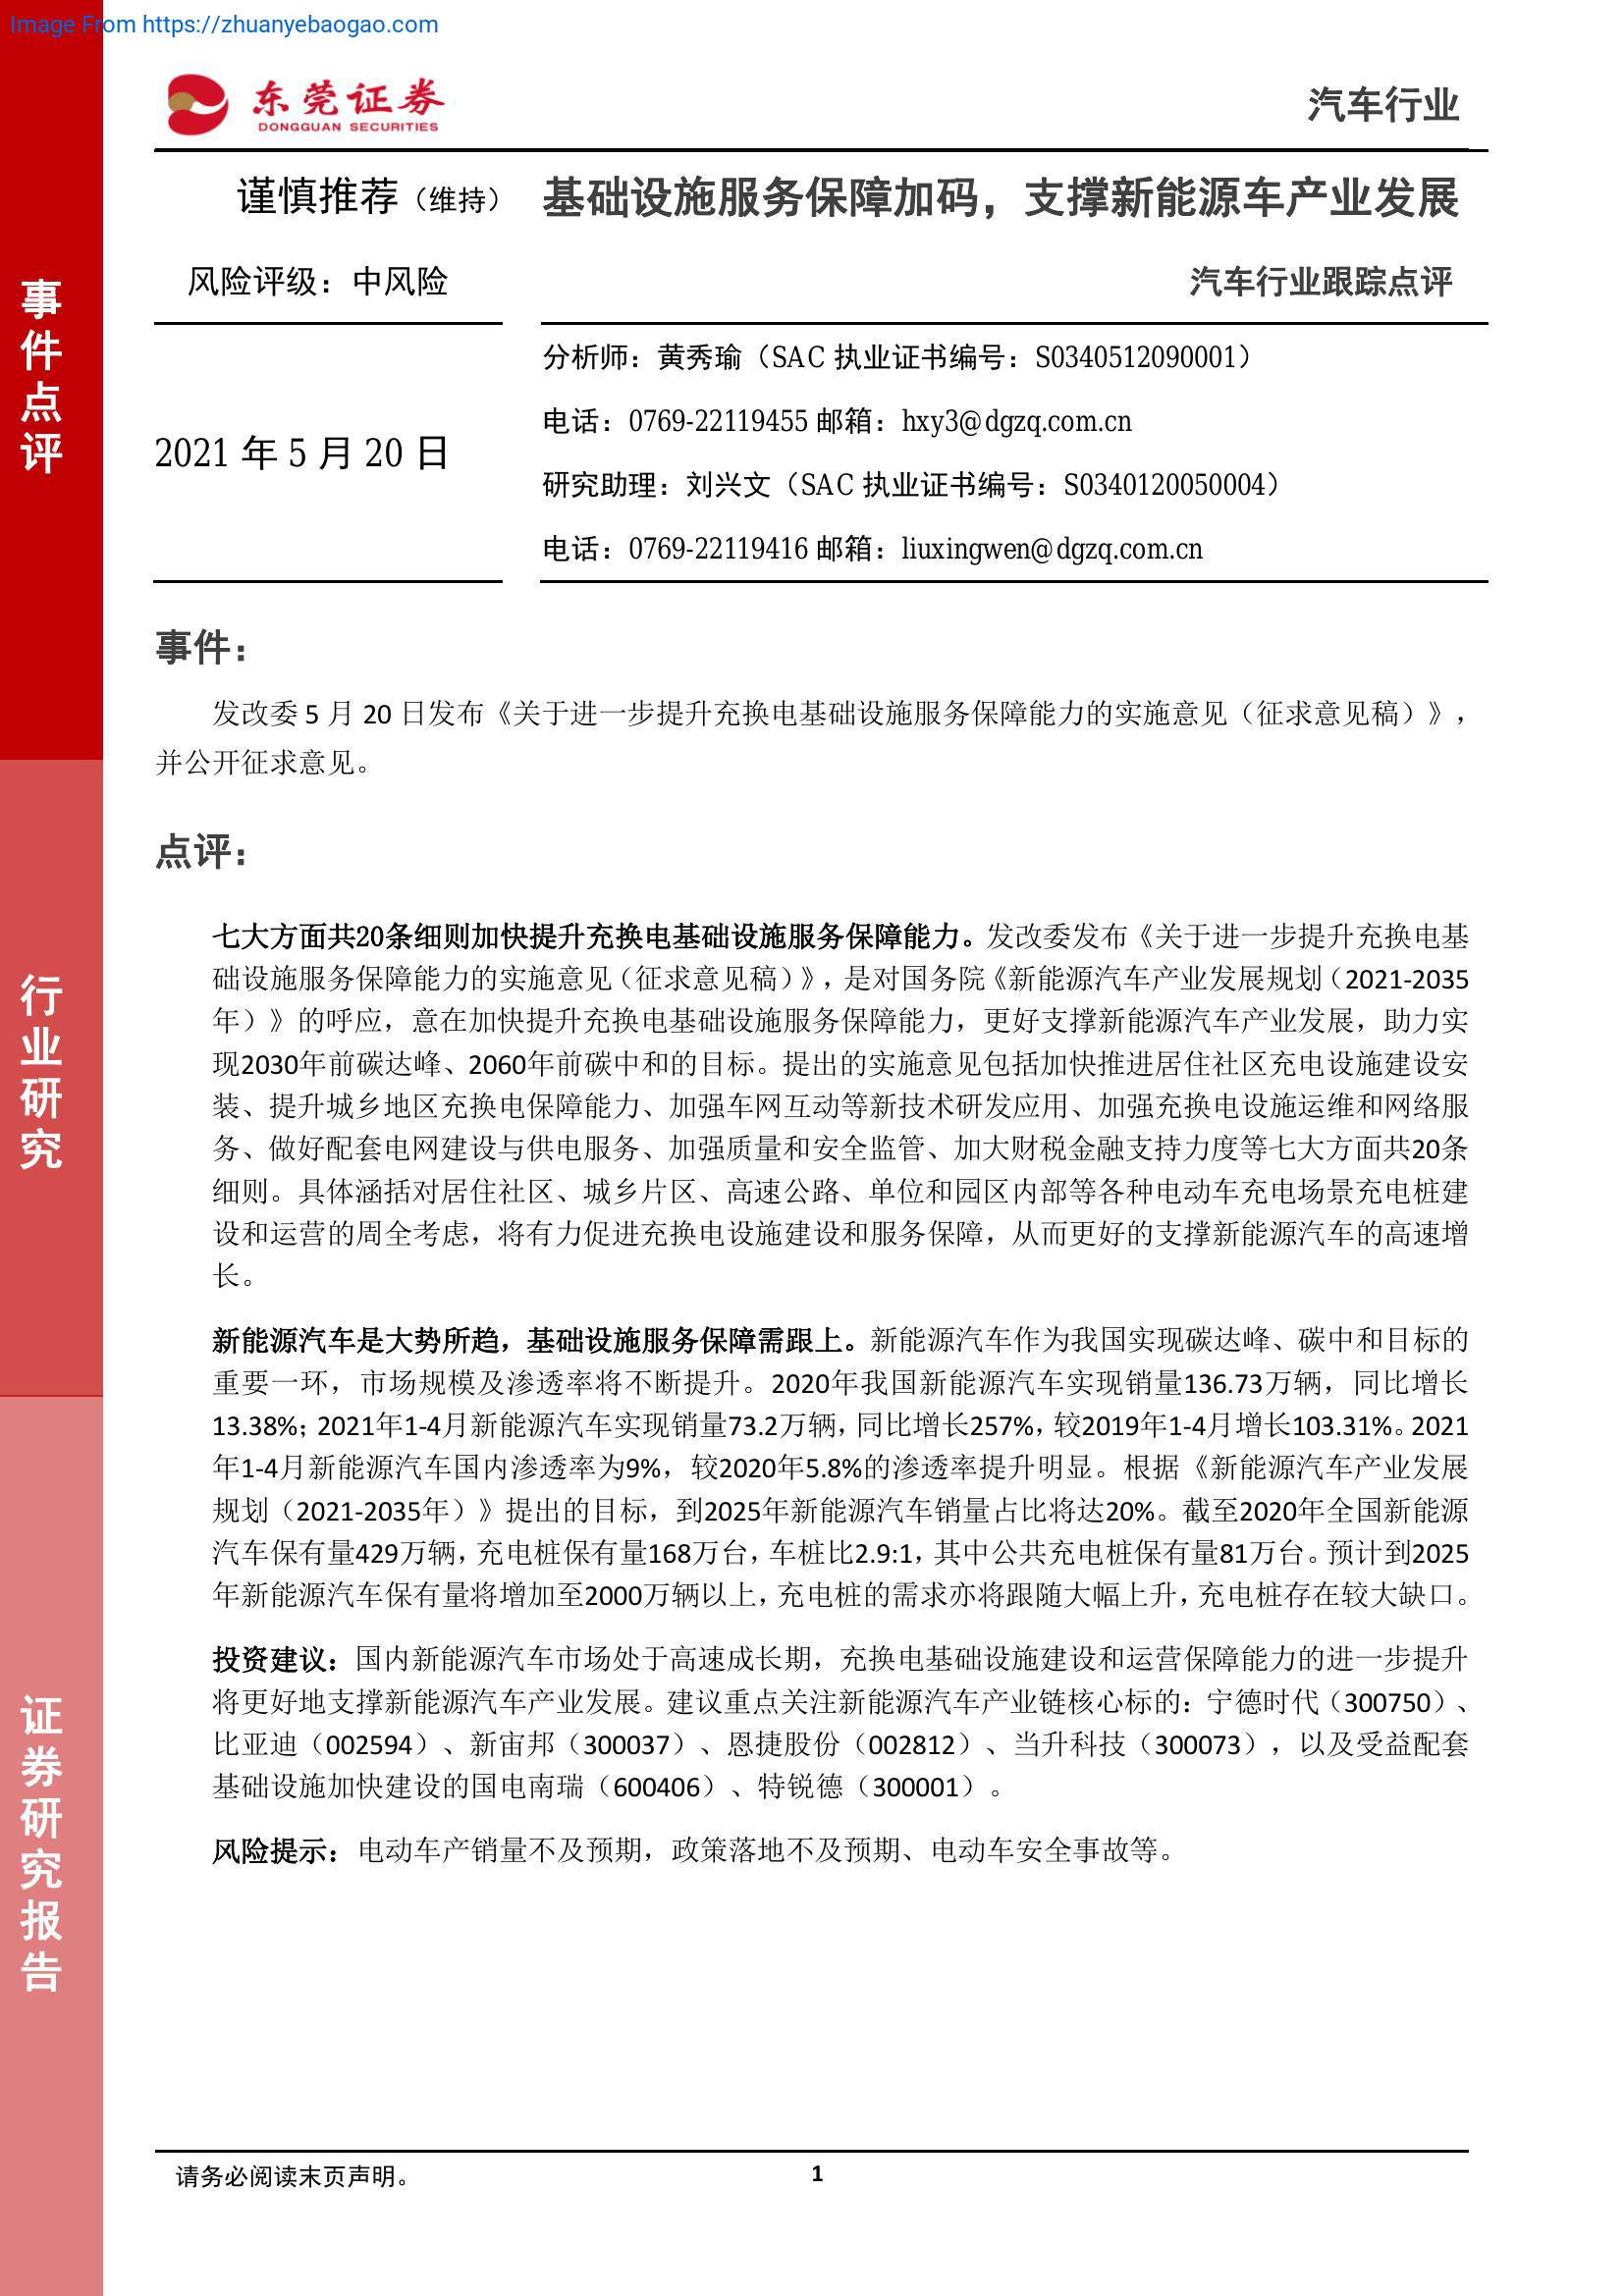 Image From https://zhuanyebaogao.com
东莞证券
DONGGUAN SECURITIES
汽车行业
谨慎推荐（维持）
基础设施服务保障加码，支撑新能源车产业发展
风险评级：中风险
汽车行业跟踪点评
2021 年 5 月 20 日
分析师：黄秀瑜（SAC 执业证书编号：S0340512090001）
电话：0769-22119455 邮箱：hxy3@dgzq.com.cn
研究助理：刘兴文（SAC 执业证书编号：S0340120050004）
电话：0769-22119416 邮箱：liuxingwen@dgzq.com.cn
事件点评
行业研究
证券研究报告
事件：
发改委 5 月 20 日发布《关于进一步提升充换电基础设施服务保障能力的实施意见（征求意见稿）》，
并公开征求意见。
点评：
七大方面共20条细则加快提升充换电基础设施服务保障能力。发改委发布《关于进一步提升充换电基
础设施服务保障能力的实施意见（征求意见稿）》，是对国务院《新能源汽车产业发展规划（2021-2035
年）》的呼应，意在加快提升充换电基础设施服务保障能力，更好支撑新能源汽车产业发展，助力实
现2030年前碳达峰、2060年前碳中和的目标。提出的实施意见包括加快推进居住社区充电设施建设安
装、提升城乡地区充换电保障能力、加强车网互动等新技术研发应用、加强充换电设施运维和网络服
务、做好配套电网建设与供电服务、加强质量和安全监管、加大财税金融支持力度等七大方面共20条
细则。具体涵括对居住社区、城乡片区、高速公路、单位和园区内部等各种电动车充电场景充电桩建
设和运营的周全考虑，将有力促进充换电设施建设和服务保障，从而更好的支撑新能源汽车的高速增
长。
新能源汽车是大势所趋，基础设施服务保障需跟上。新能源汽车作为我国实现碳达峰、碳中和目标的
重要一环，市场规模及渗透率将不断提升。2020年我国新能源汽车实现销量136.73万辆，同比增长
13.38%；2021年1-4月新能源汽车实现销量73.2万辆，同比增长257%，较2019年1-4月增长103.31%。2021
年1-4月新能源汽车国内渗透率为9%，较2020年5.8%的渗透率提升明显。根据《新能源汽车产业发展
规划（2021-2035年）》提出的目标，到2025年新能源汽车销量占比将达20%。截至2020年全国新能源
汽车保有量429万辆，充电桩保有量168万台，车桩比2.9:1，其中公共充电桩保有量81万台。预计到2025
年新能源汽车保有量将增加至2000万辆以上，充电桩的需求亦将跟随大幅上升，充电桩存在较大缺口。
投资建议：国内新能源汽车市场处于高速成长期，充换电基础设施建设和运营保障能力的进一步提升
将更好地支撑新能源汽车产业发展。建议重点关注新能源汽车产业链核心标的：宁德时代（300750）、
比亚迪（002594）、新宙邦（300037）、恩捷股份（002812）、当升科技（300073），以及受益配套
基础设施加快建设的国电南瑞（600406）、特锐德（300001）。
风险提示：电动车产销量不及预期，政策落地不及预期、电动车安全事故等。
请务必阅读末页声明。
1